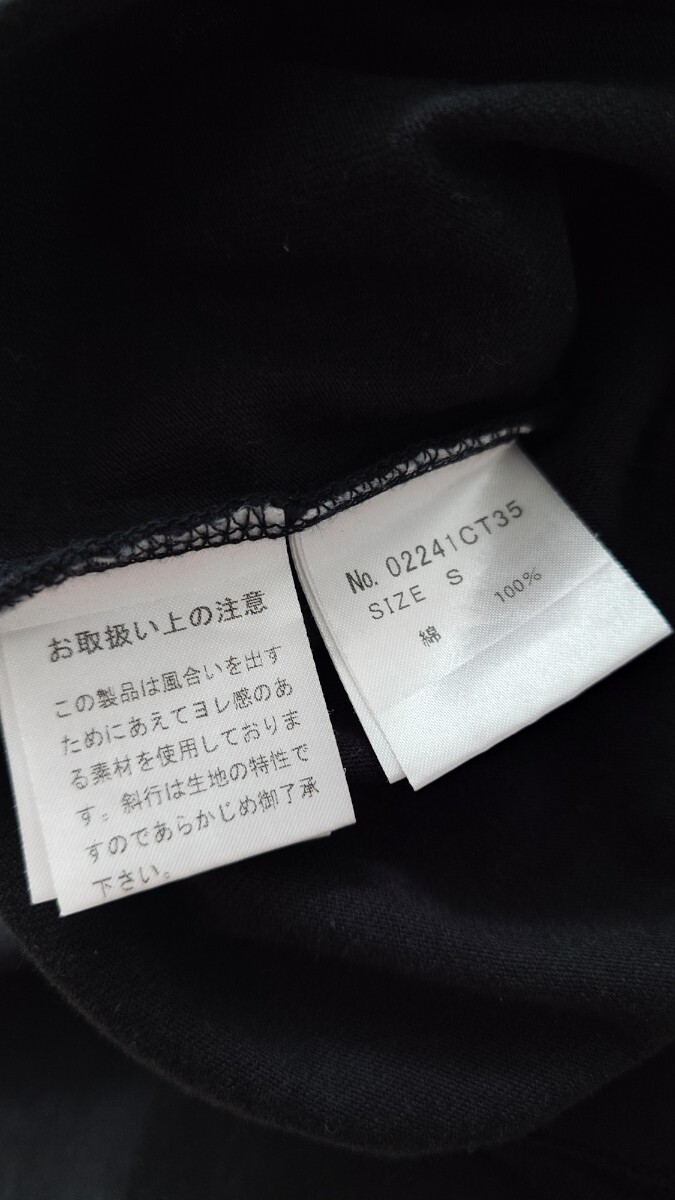 お取扱い上の注意
この製品は風合いを出す
ためにあえてヨレ感のあ
る素材を使用しておりま
す。斜行は生地の特性で
すのであらかじめ御了承
下さい。
No. 02241CT35
SIZE S
綿 100%